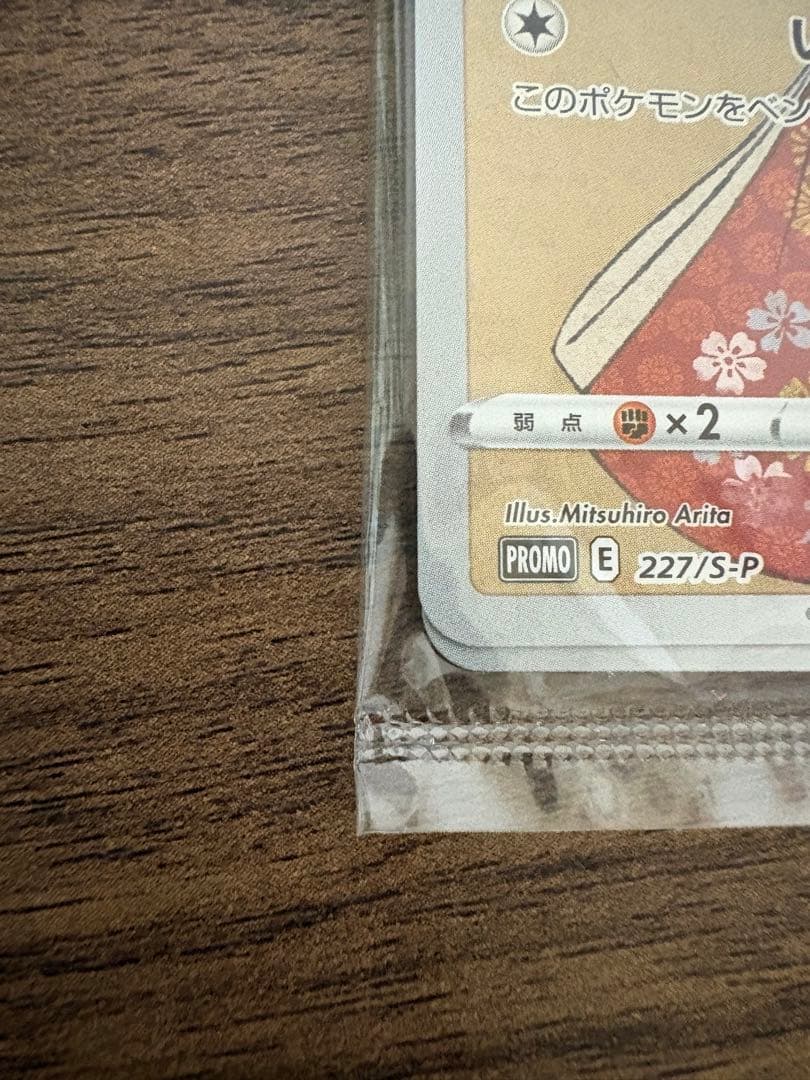 このポケモンをベン
弱点 ×2
Illus. Mitsuhiro Arita
PROMO E 227/S-P